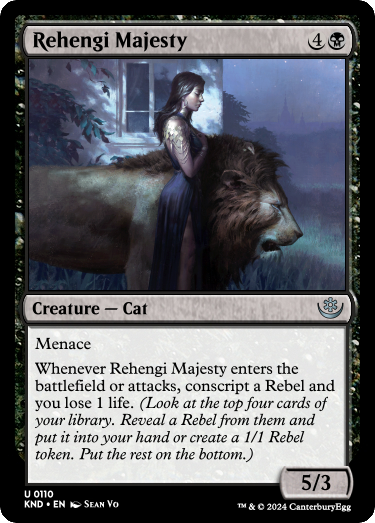 Rehengi Majesty 4
Creature — Cat
Menace
Whenever Rehengi Majesty enters the
battlefield or attacks, conscript a Rebel and
you lose 1 life. (Look at the top four cards of
your library. Reveal a Rebel from them and
put it into your hand or create a 1/1 Rebel
token. Put the rest on the bottom.)
5/3
U 0110
KND • EN Sean Vo
™ & © 2024 CanterburyEgg